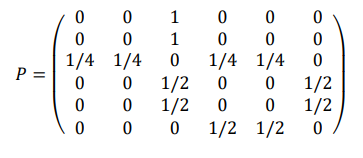 0 0 1 0 0 0
0 0 1 0 0 0
1/4 1/4 0 1/4 1/4 0
P = 0 0 1/2 0 0 1/2
0 0 1/2 0 0 1/2
0 0 0 1/2 1/2 0